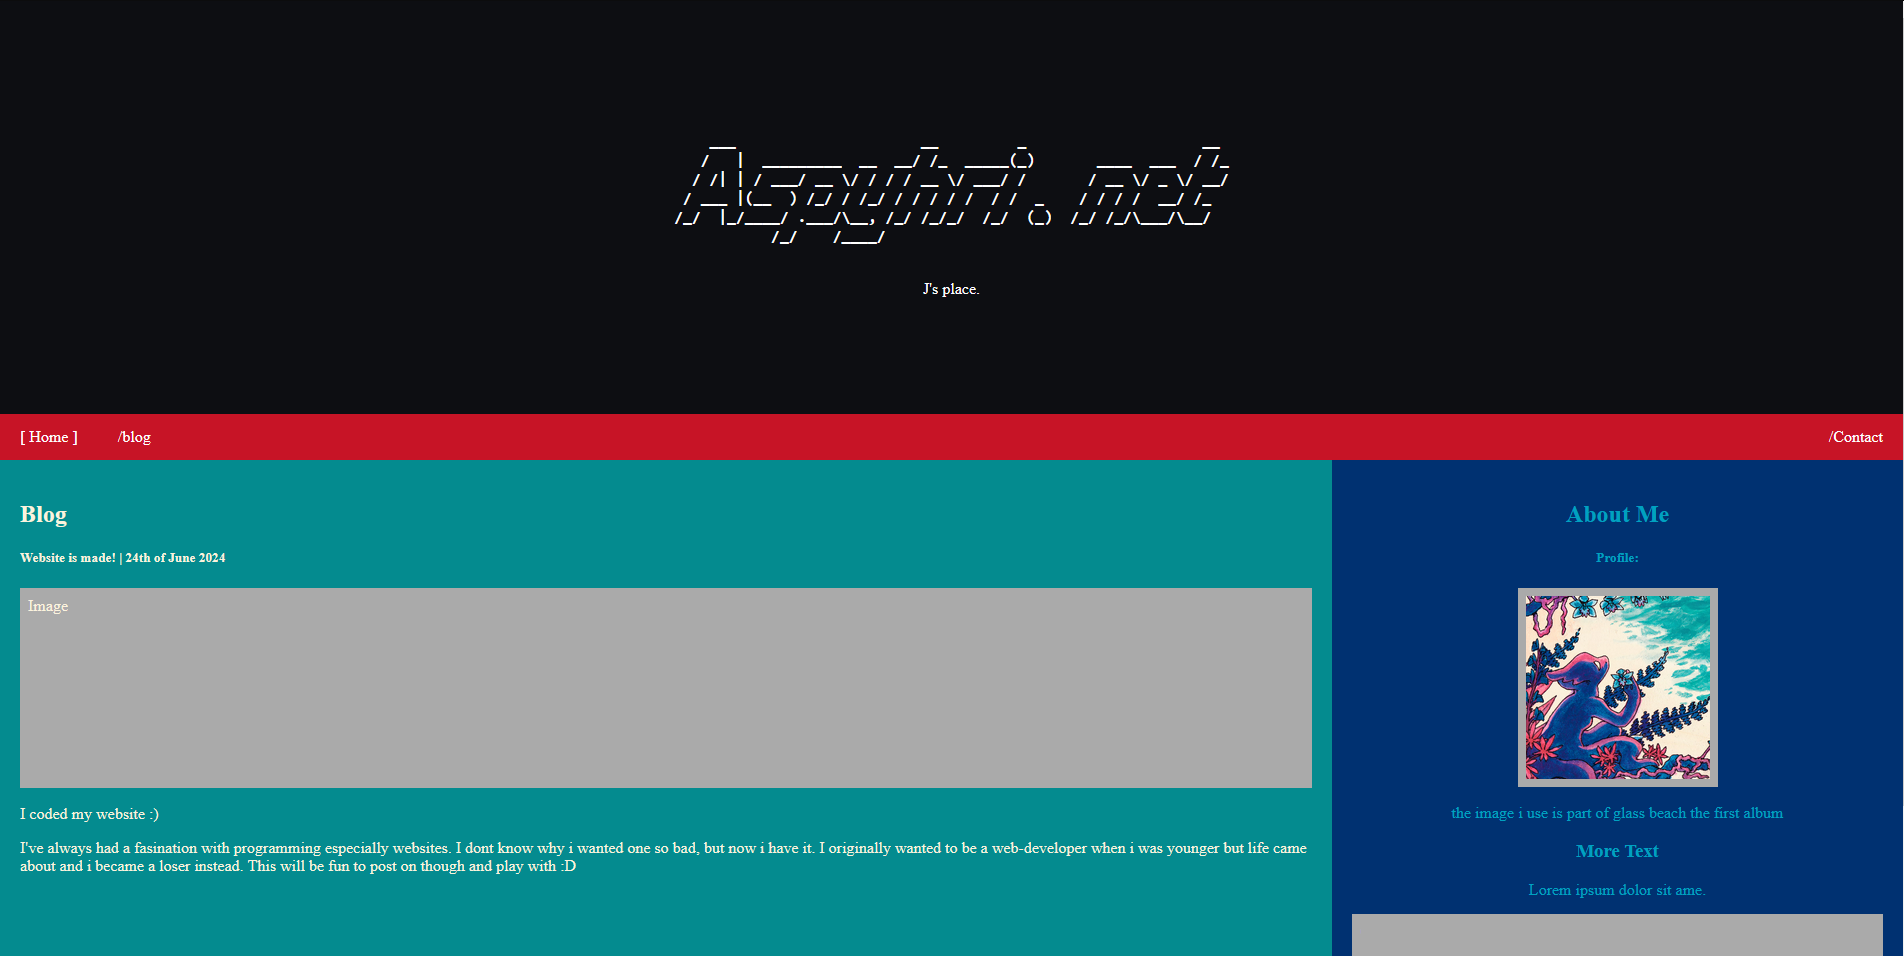 Aspyhri.net
J's place.
[ Home ] /blog /Contact
Blog
Website is made! | 24th of June 2024
Image
I coded my website :)
I've always had a fasination with programming especially websites. I dont know why i wanted one so bad, but now i have it. I originally wanted to be a web-developer when i was younger but life came
about and i became a loser instead. This will be fun to post on though and play with :D
About Me
Profile:
the image i use is part of glass beach the first album
More Text
Lorem ipsum dolor sit ame.